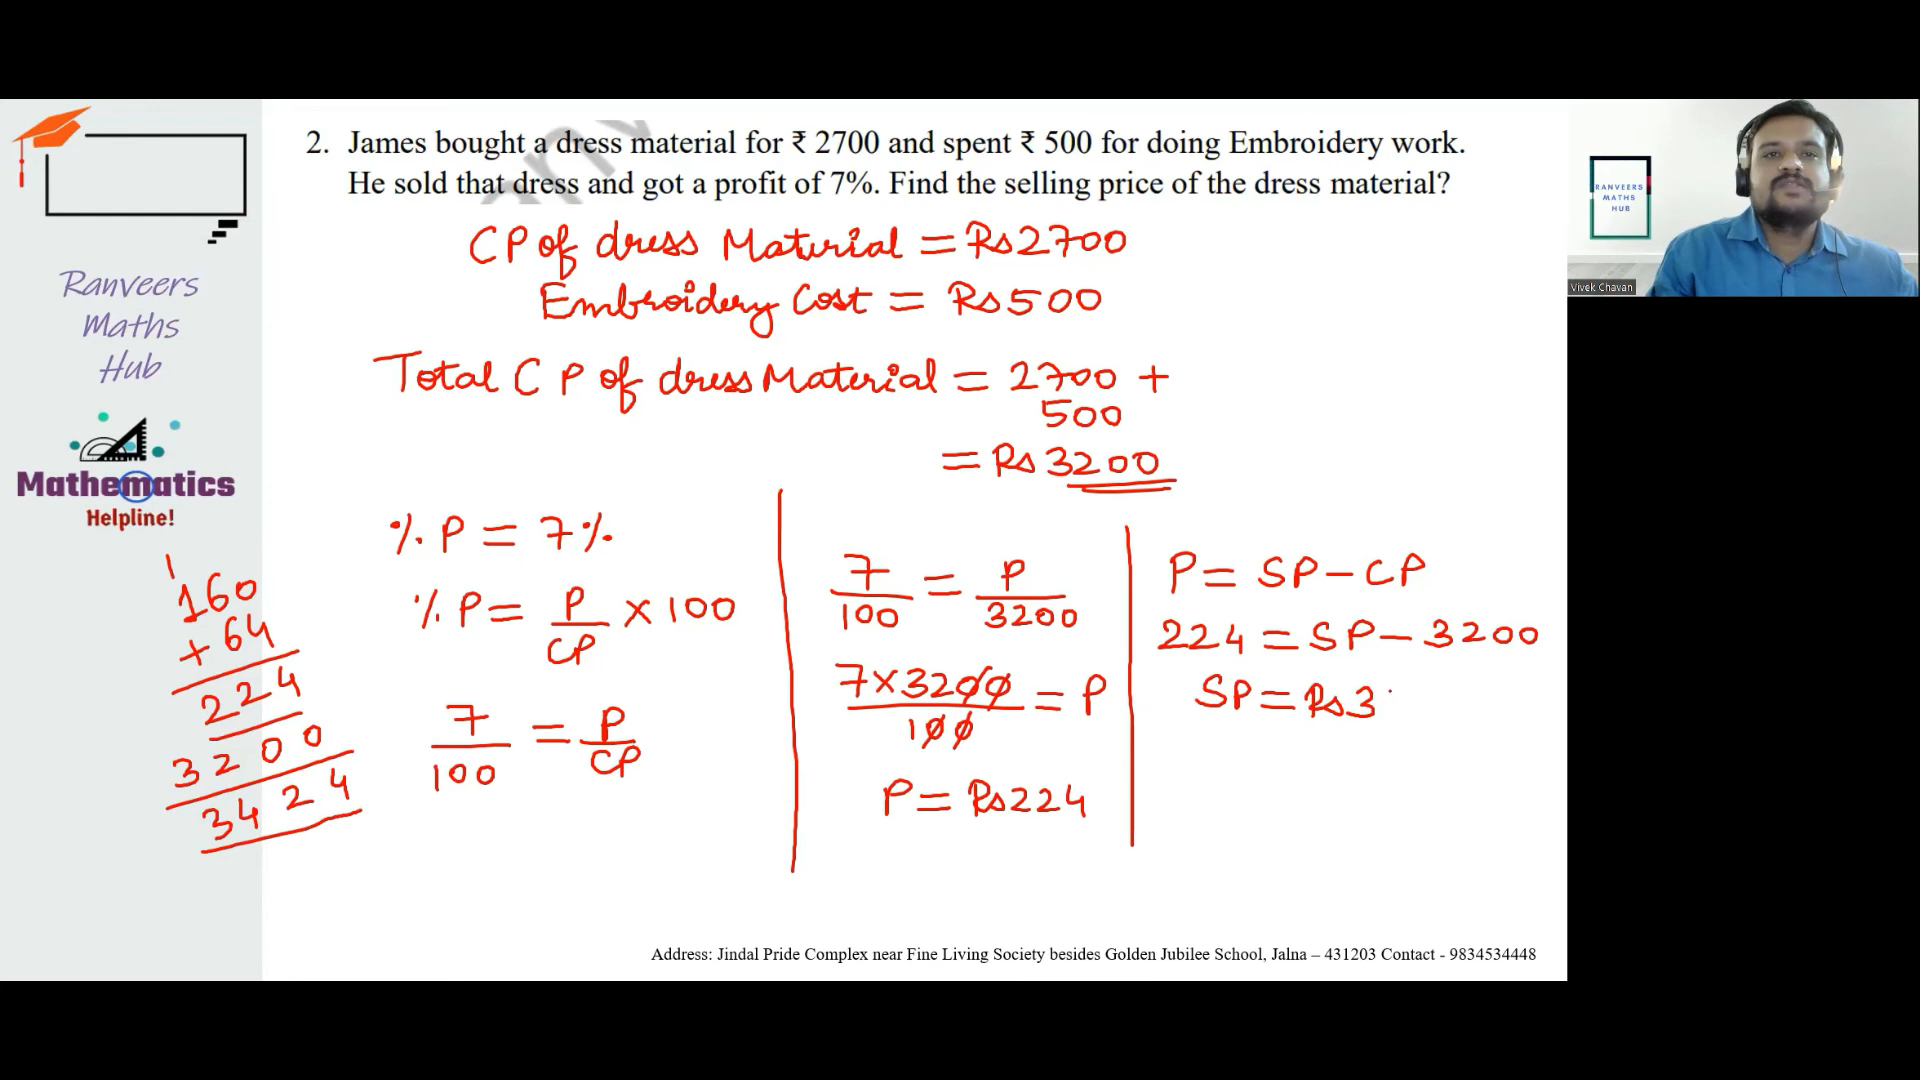 2. James bought a dress material for ₹ 2700 and spent ₹ 500 for doing Embroidery work.
He sold that dress and got a profit of 7%. Find the selling price of the dress material?
CP of dress Material = Rs2700
Embroidery Cost = Rs500
Total CP of dress Material = 2700 +
500
= Rs3200
% P = 7%
% P = P/CP × 100
7/100 = P/CP
7/100 = P/3200
7×3200/100 = P
P = Rs224
P = SP - CP
224 = SP - 3200
SP = Rs3
Ranveers
Maths
Hub
Mathematics
Helpline!
1
160
+ 64
224
3200
3424
RANVEERS
MATHS
HUB
Vivek Chavan
Address: Jindal Pride Complex near Fine Living Society besides Golden Jubilee School, Jalna – 431203 Contact - 9834534448